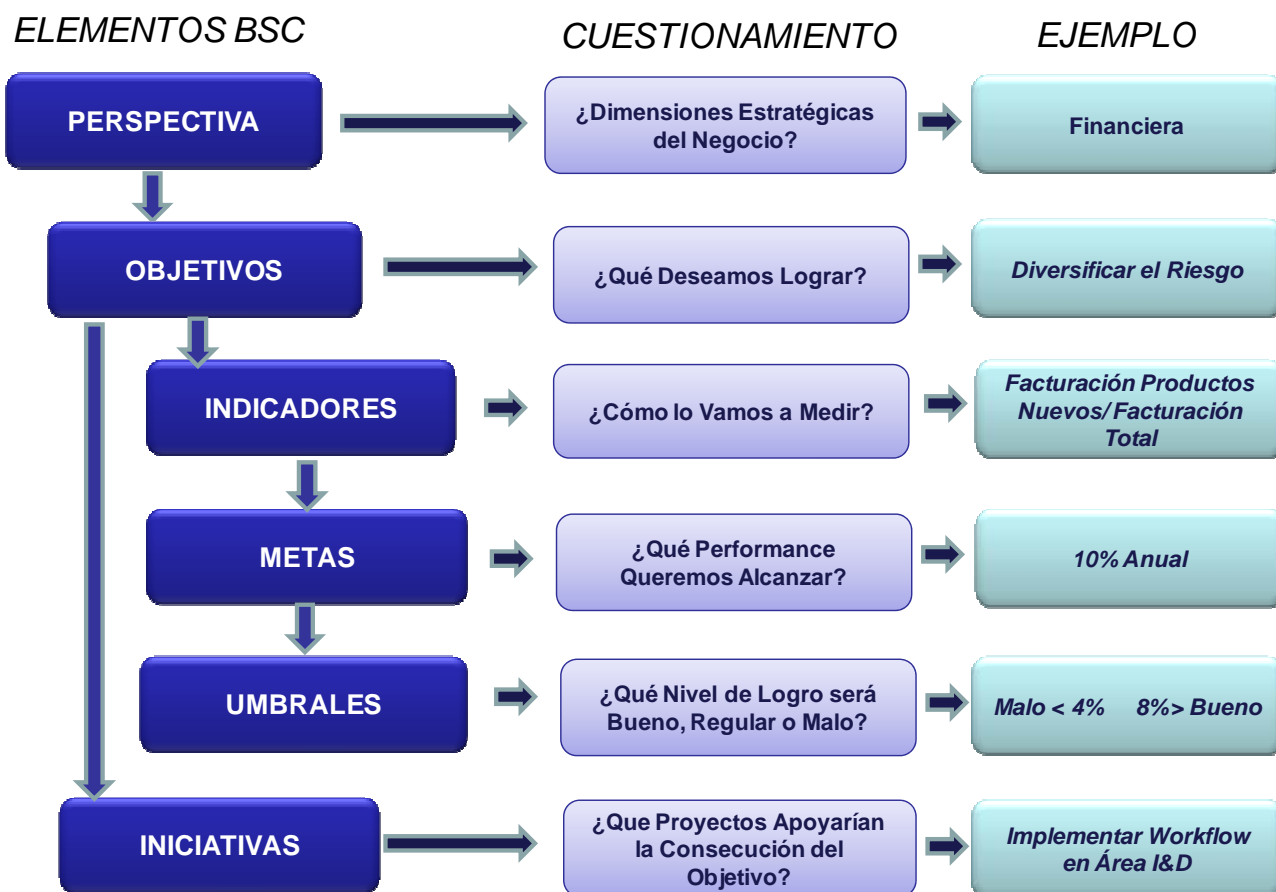 ELEMENTOS BSC
CUESTIONAMIENTO
EJEMPLO
PERSPECTIVA
¿Dimensiones Estratégicas
del Negocio?
Financiera
OBJETIVOS
¿Qué Deseamos Lograr?
Diversificar el Riesgo
INDICADORES
¿Cómo lo Vamos a Medir?
Facturación Productos
Nuevos/ Facturación
Total
METAS
¿Qué Performance
Queremos Alcanzar?
10% Anual
UMBRALES
¿Qué Nivel de Logro será
Bueno, Regular o Malo?
Malo < 4% 8%> Bueno
INICIATIVAS
¿Que Proyectos Apoyarían
la Consecución del
Objetivo?
Implementar Workflow
en Área I&D